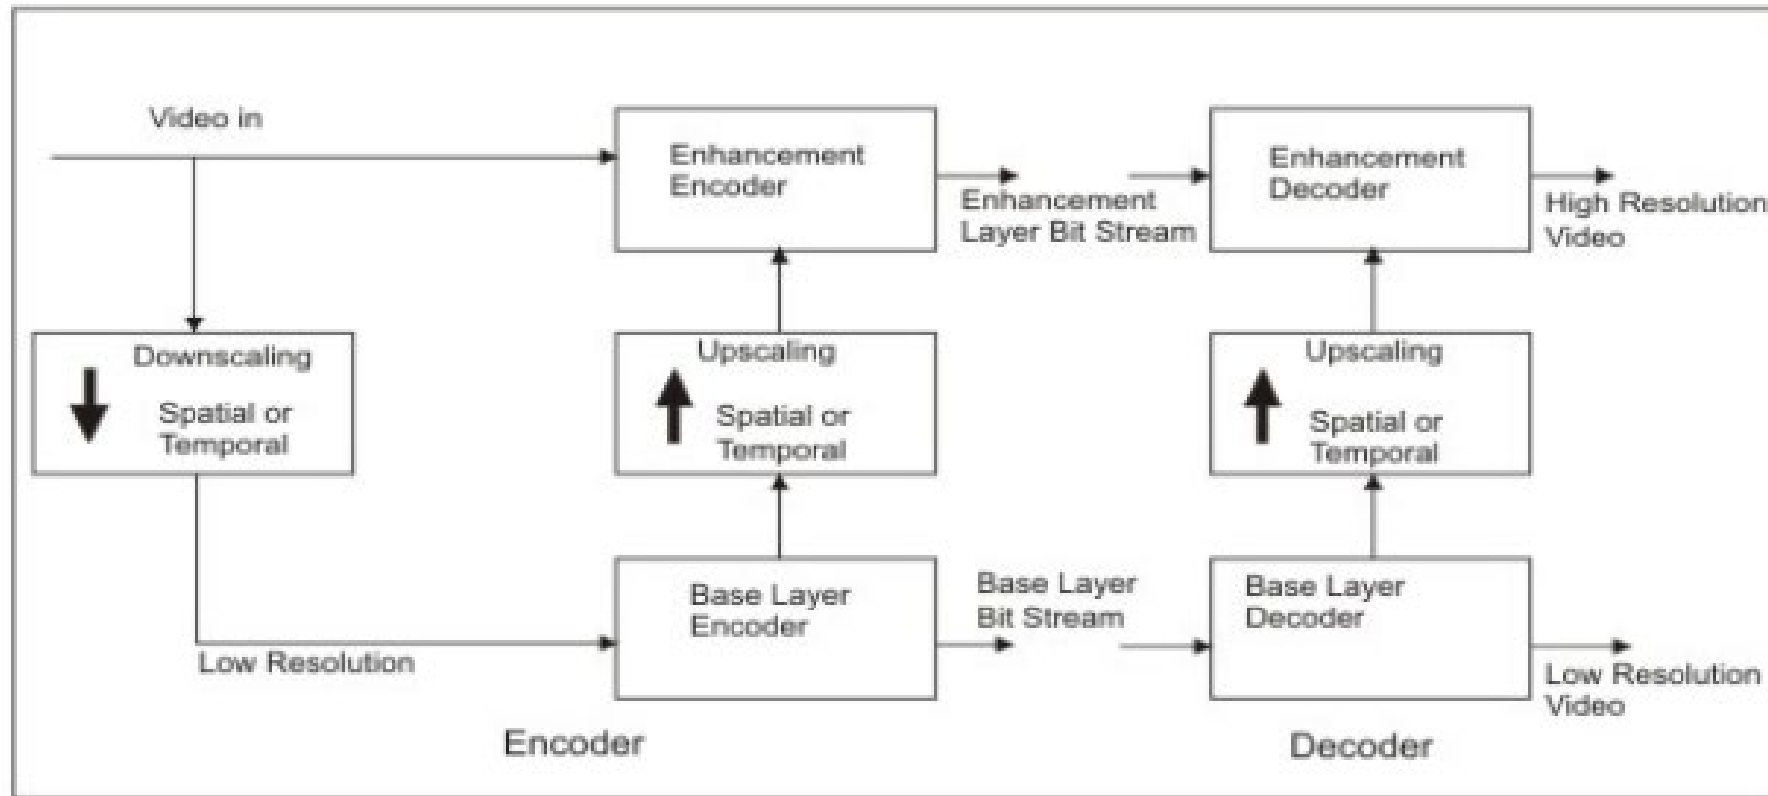 Video in
Enhancement
Encoder
Enhancement
Layer Bit Stream
Enhancement
Decoder
High Resolution
Video
Downscaling
Spatial or
Temporal
Upscaling
Spatial or
Temporal
Upscaling
Spatial or
Temporal
Low Resolution
Base Layer
Encoder
Base Layer
Bit Stream
Base Layer
Decoder
Low Resolution
Video
Encoder
Decoder